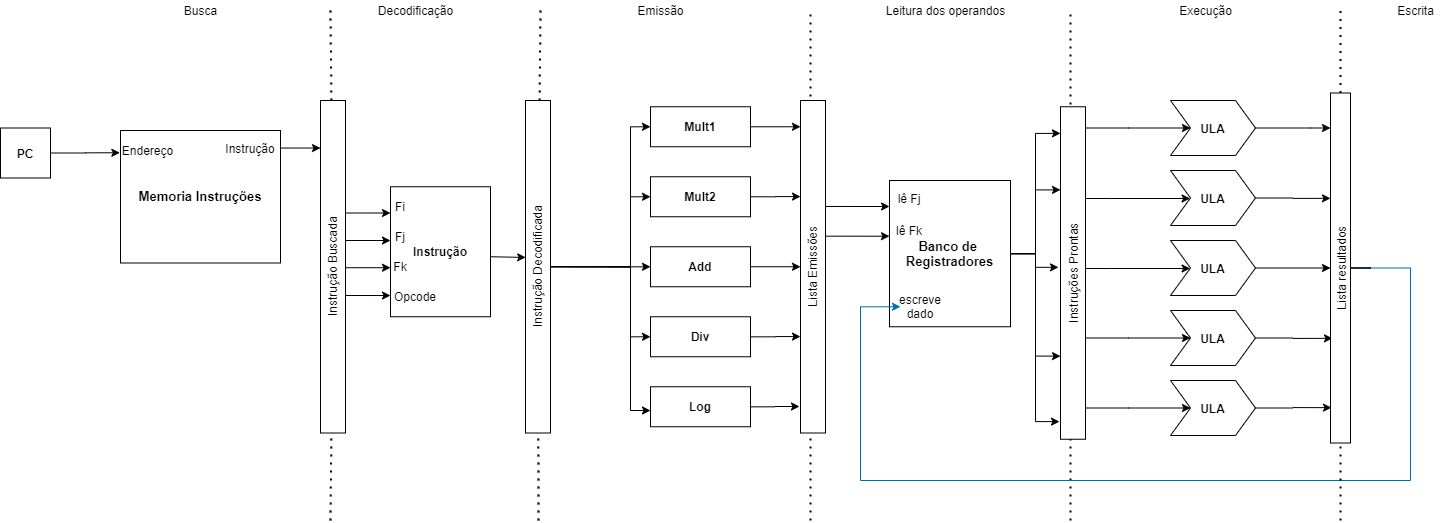 Busca
Decodificação
Emissão
Leitura dos operandos
Execução
Escrita
PC
Endereço
Instrução
Memoria Instruções
Instrução Buscada
Fi
Fj
Fk
Opcode
Instrução
Instrução Decodificada
Mult1
Mult2
Add
Div
Log
Lista Emissões
lê Fj
lê Fk
Banco de
Registradores
escreve
dado
Instruções Prontas
ULA
ULA
ULA
ULA
ULA
Lista resultados